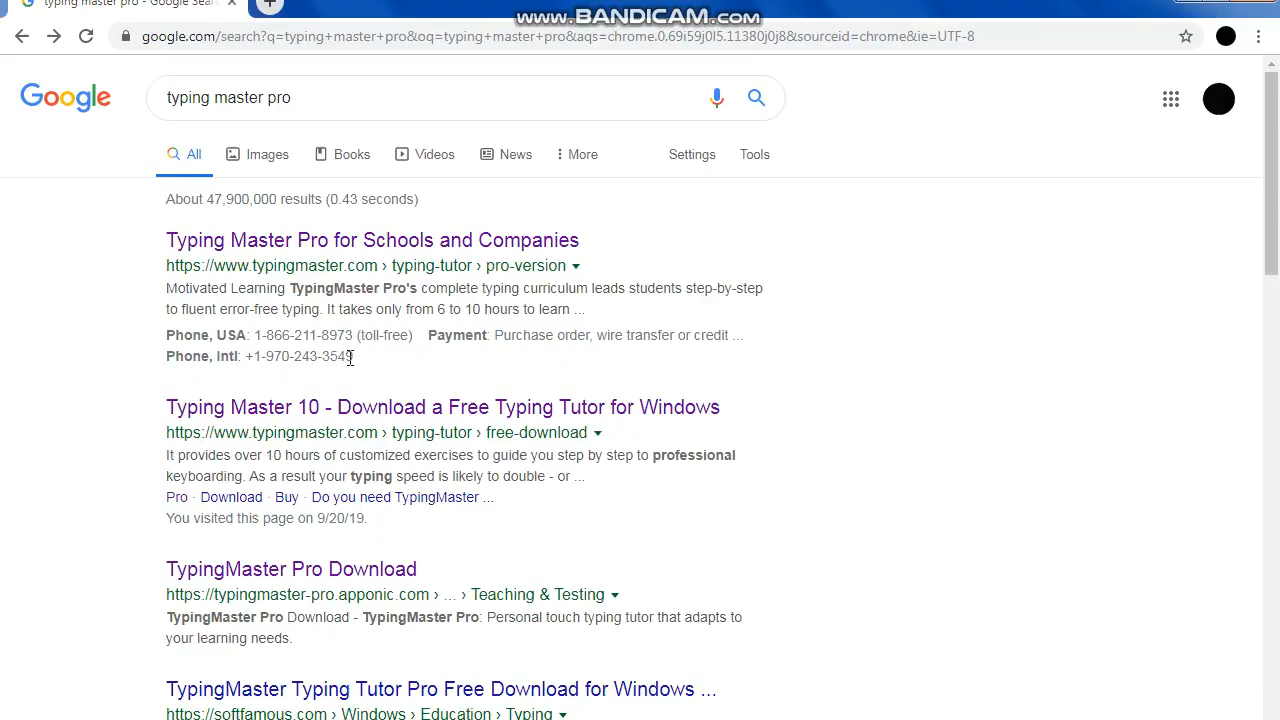 typing master pro - Google Sear
www.BANDICAM.com
google.com/search?q=typing+master+pro&oq=typing+master+pro&aqs=chrome.0.69i59j0l5.11380j0j8&sourceid=chrome&ie=UTF-8
Google
typing master pro
All Images Books Videos News More Settings Tools
About 47,900,000 results (0.43 seconds)
Typing Master Pro for Schools and Companies
https://www.typingmaster.com › typing-tutor › pro-version
Motivated Learning TypingMaster Pro's complete typing curriculum leads students step-by-step
to fluent error-free typing. It takes only from 6 to 10 hours to learn ...
Phone, USA: 1-866-211-8973 (toll-free) Payment: Purchase order, wire transfer or credit ...
Phone, Intl: +1-970-243-3549
Typing Master 10 - Download a Free Typing Tutor for Windows
https://www.typingmaster.com › typing-tutor › free-download
It provides over 10 hours of customized exercises to guide you step by step to professional
keyboarding. As a result your typing speed is likely to double - or ...
Pro · Download · Buy · Do you need TypingMaster ...
You visited this page on 9/20/19.
TypingMaster Pro Download
https://typingmaster-pro.apponic.com › ... › Teaching & Testing
TypingMaster Pro Download - TypingMaster Pro: Personal touch typing tutor that adapts to
your learning needs.
TypingMaster Typing Tutor Pro Free Download for Windows ...
https://softfamous.com › Windows › Education › Typing